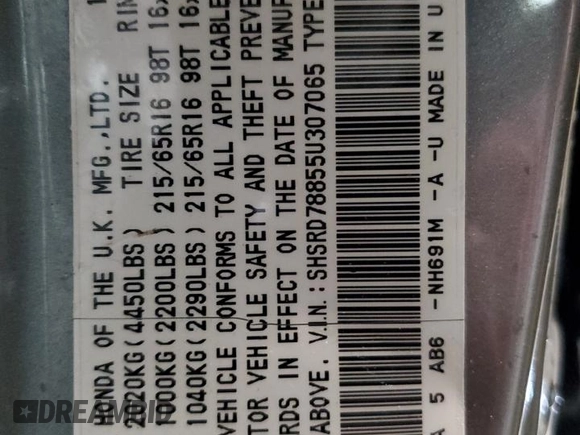 HONDA OF THE U.K. MFG.,LTD.
2020KG(4450LBS) TIRE SIZE RIM
1000KG(2200LBS) 215/65R16 98T 16x
1040KG(2290LBS) 215/65R16 98T 16x
VEHICLE CONFORMS TO ALL APPLICABLE
TOR VEHICLE SAFETY AND THEFT PREVE
RDS IN EFFECT ON THE DATE OF MANUF
ABOVE. V.I.N.:SHSRD78855U307065 TYPE
A 5 AB6 -NH691M -A -U MADE IN U
DREAMBID